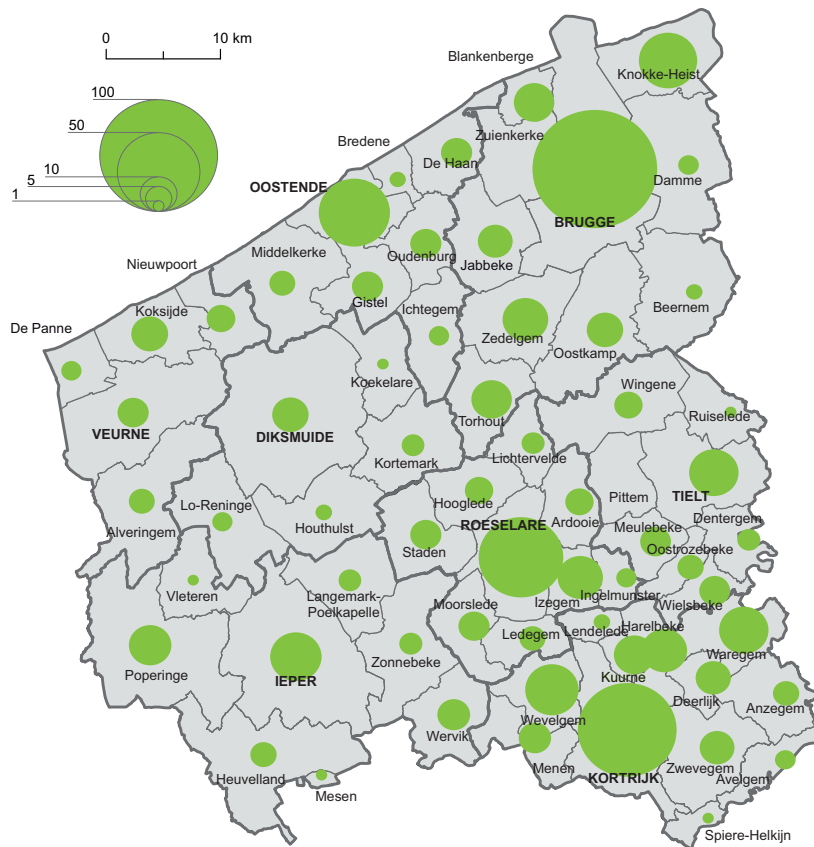 0 10 km
100
50
10
5
1
Blankenberge
Knokke-Heist
Zuienkerke
Bredene
De Haan
Damme
OOSTENDE
BRUGGE
Middelkerke
Oudenburg
Jabbeke
Nieuwpoort
Gistel
Ichtegem
Beernem
Koksijde
Zedelgem
De Panne
Oostkamp
Koekelare
Wingene
Ruiselede
VEURNE
DIKSMUIDE
Torhout
Kortemark
Lichtervelde
Pittem
TIELT
Lo-Reninge
Hooglede
Dentergem
Alveringem
Houthulst
ROESELARE
Ardooie
Meulebeke
Staden
Oostrozebeke
Vleteren
Langemark-
Poelkapelle
Izegem
Ingelmunster
Wielsbeke
Moorslede
Ledegem
Lendelede
Harelbeke
Poperinge
IEPER
Zonnebeke
Kuurne
Waregem
Deerlijk
Anzegem
Wevelgem
Wervik
Heuvelland
Menen
KORTRIJK
Zwevegem
Avelgem
Mesen
Spiere-Helkijn